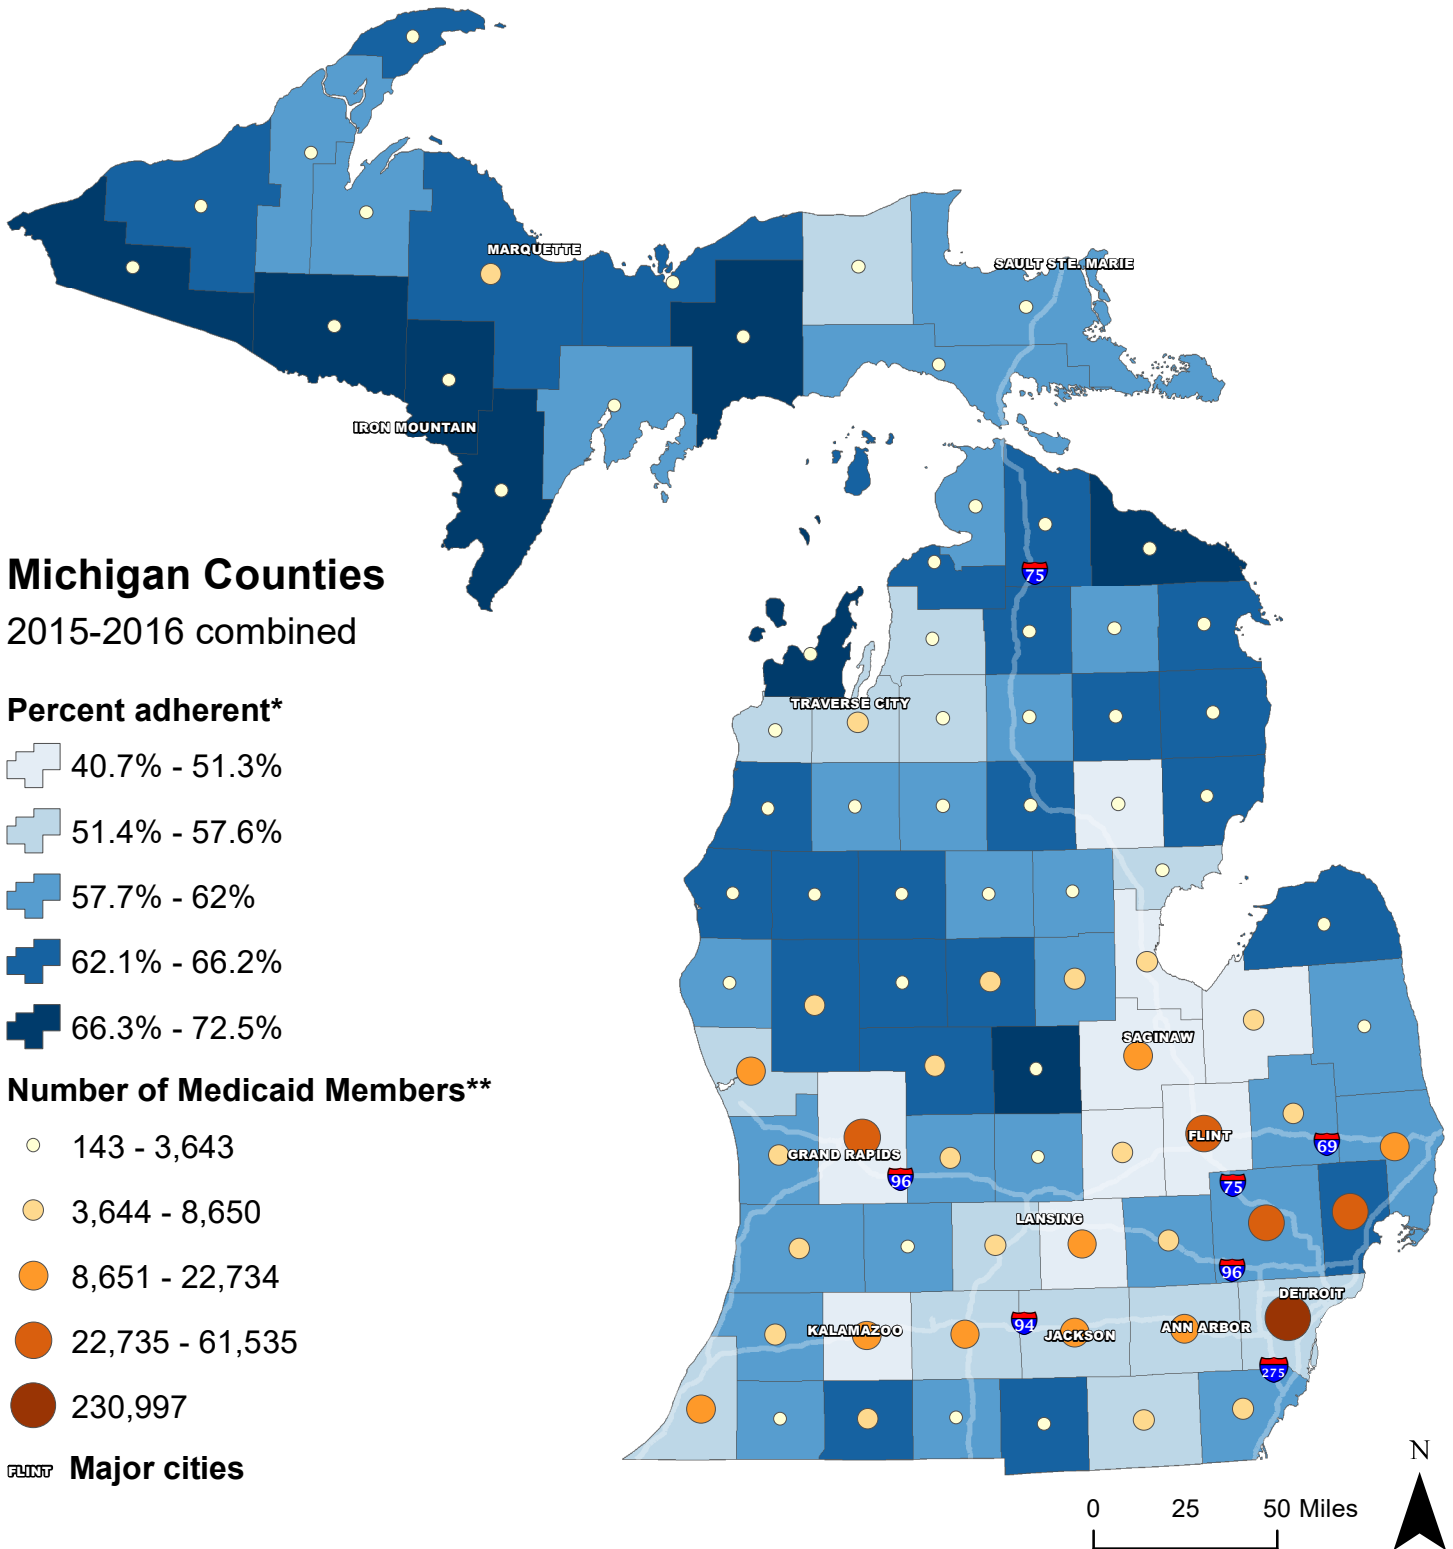 MARQUETTE
SAULT STE. MARIE
IRON MOUNTAIN
Michigan Counties
2015-2016 combined
75
Percent adherent*
TRAVERSE CITY
40.7% - 51.3%
51.4% - 57.6%
57.7% - 62%
62.1% - 66.2%
66.3% - 72.5%
SAGINAW
Number of Medicaid Members**
143 - 3,643
FLINT
69
GRAND RAPIDS
96
75
3,644 - 8,650
LANSING
96
8,651 - 22,734
DETROIT
94
KALAMAZOO
JACKSON
ANN ARBOR
22,735 - 61,535
275
230,997
FLINT Major cities
N
0 25 50 Miles